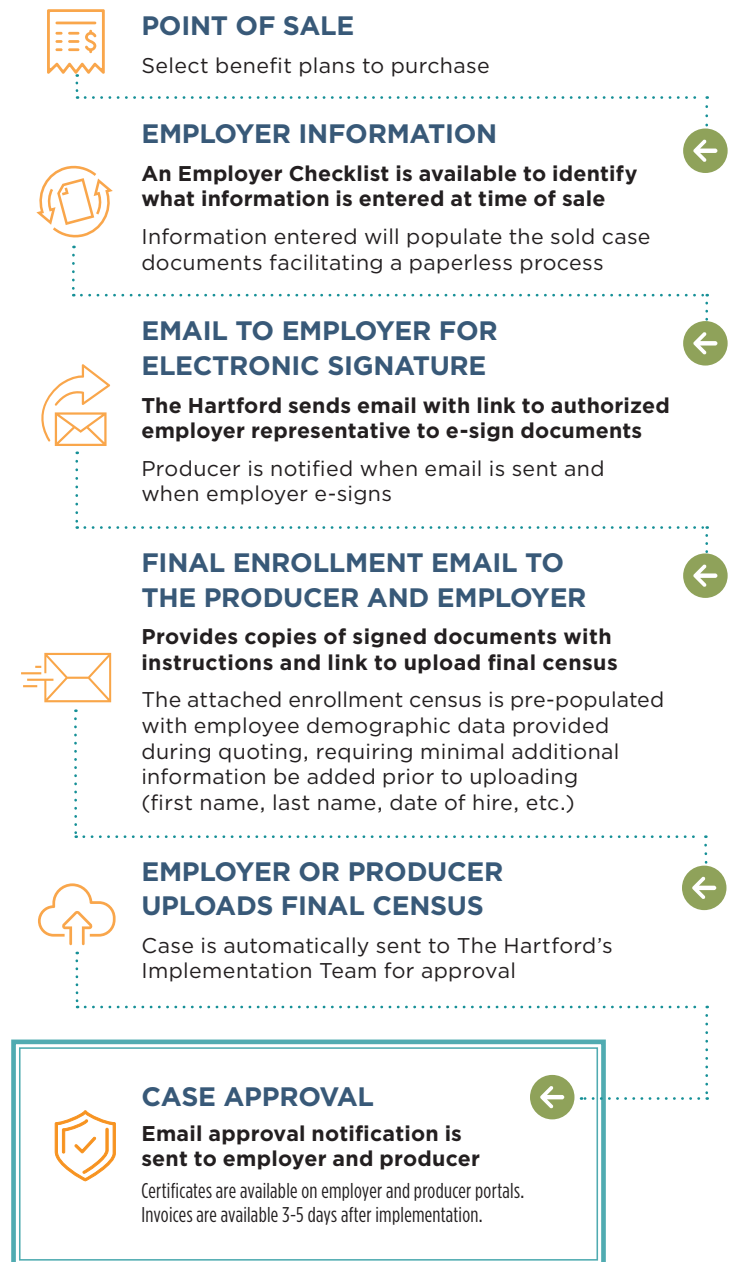 POINT OF SALE
Select benefit plans to purchase
EMPLOYER INFORMATION
An Employer Checklist is available to identify
what information is entered at time of sale
Information entered will populate the sold case
documents facilitating a paperless process
EMAIL TO EMPLOYER FOR
ELECTRONIC SIGNATURE
The Hartford sends email with link to authorized
employer representative to e-sign documents
Producer is notified when email is sent and
when employer e-signs
FINAL ENROLLMENT EMAIL TO
THE PRODUCER AND EMPLOYER
Provides copies of signed documents with
instructions and link to upload final census
The attached enrollment census is pre-populated
with employee demographic data provided
during quoting, requiring minimal additional
information be added prior to uploading
(first name, last name, date of hire, etc.)
EMPLOYER OR PRODUCER
UPLOADS FINAL CENSUS
Case is automatically sent to The Hartford’s
Implementation Team for approval
CASE APPROVAL
Email approval notification is
sent to employer and producer
Certificates are available on employer and producer portals.
Invoices are available 3-5 days after implementation.